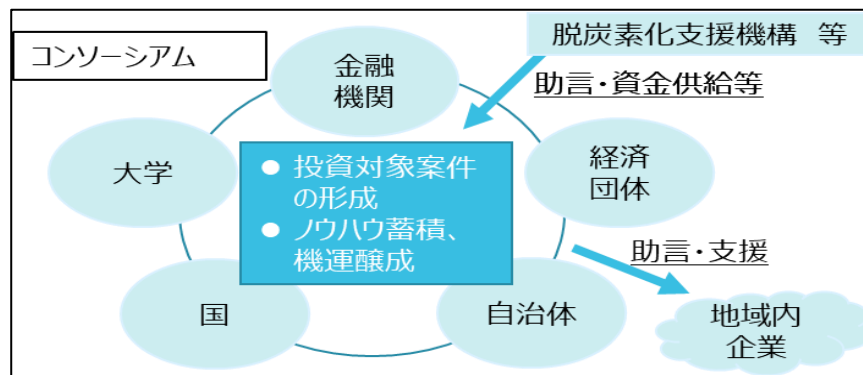 コンソーシアム
脱炭素化支援機構 等
助言・資金供給等
金融
機関
大学
経済
団体
● 投資対象案件
の形成
● ノウハウ蓄積、
機運醸成
助言・支援
国
自治体
地域内
企業